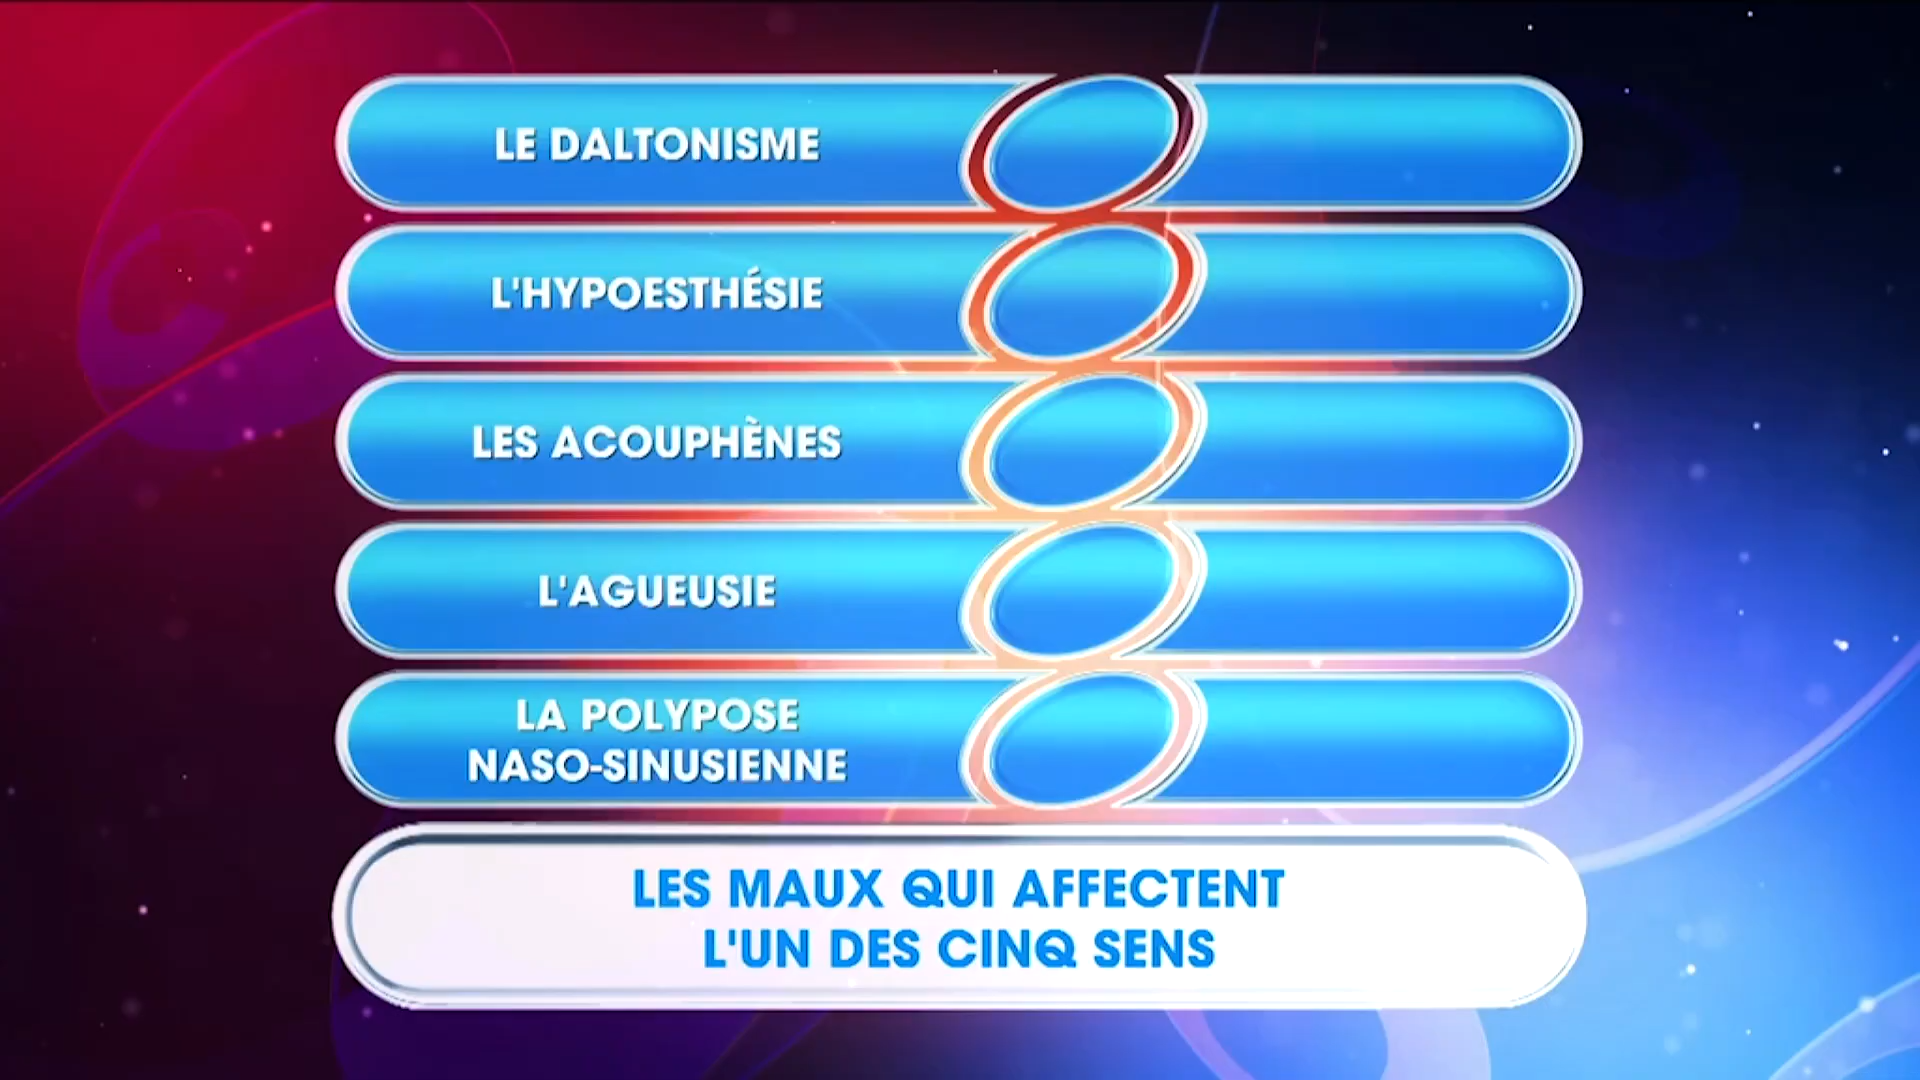 LE DALTONISME
L'HYPOESTHÉSIE
LES ACOUPHÈNES
L'AGUEUSIE
LA POLYPOSE
NASO-SINUSIENNE
LES MAUX QUI AFFECTENT
L'UN DES CINQ SENS